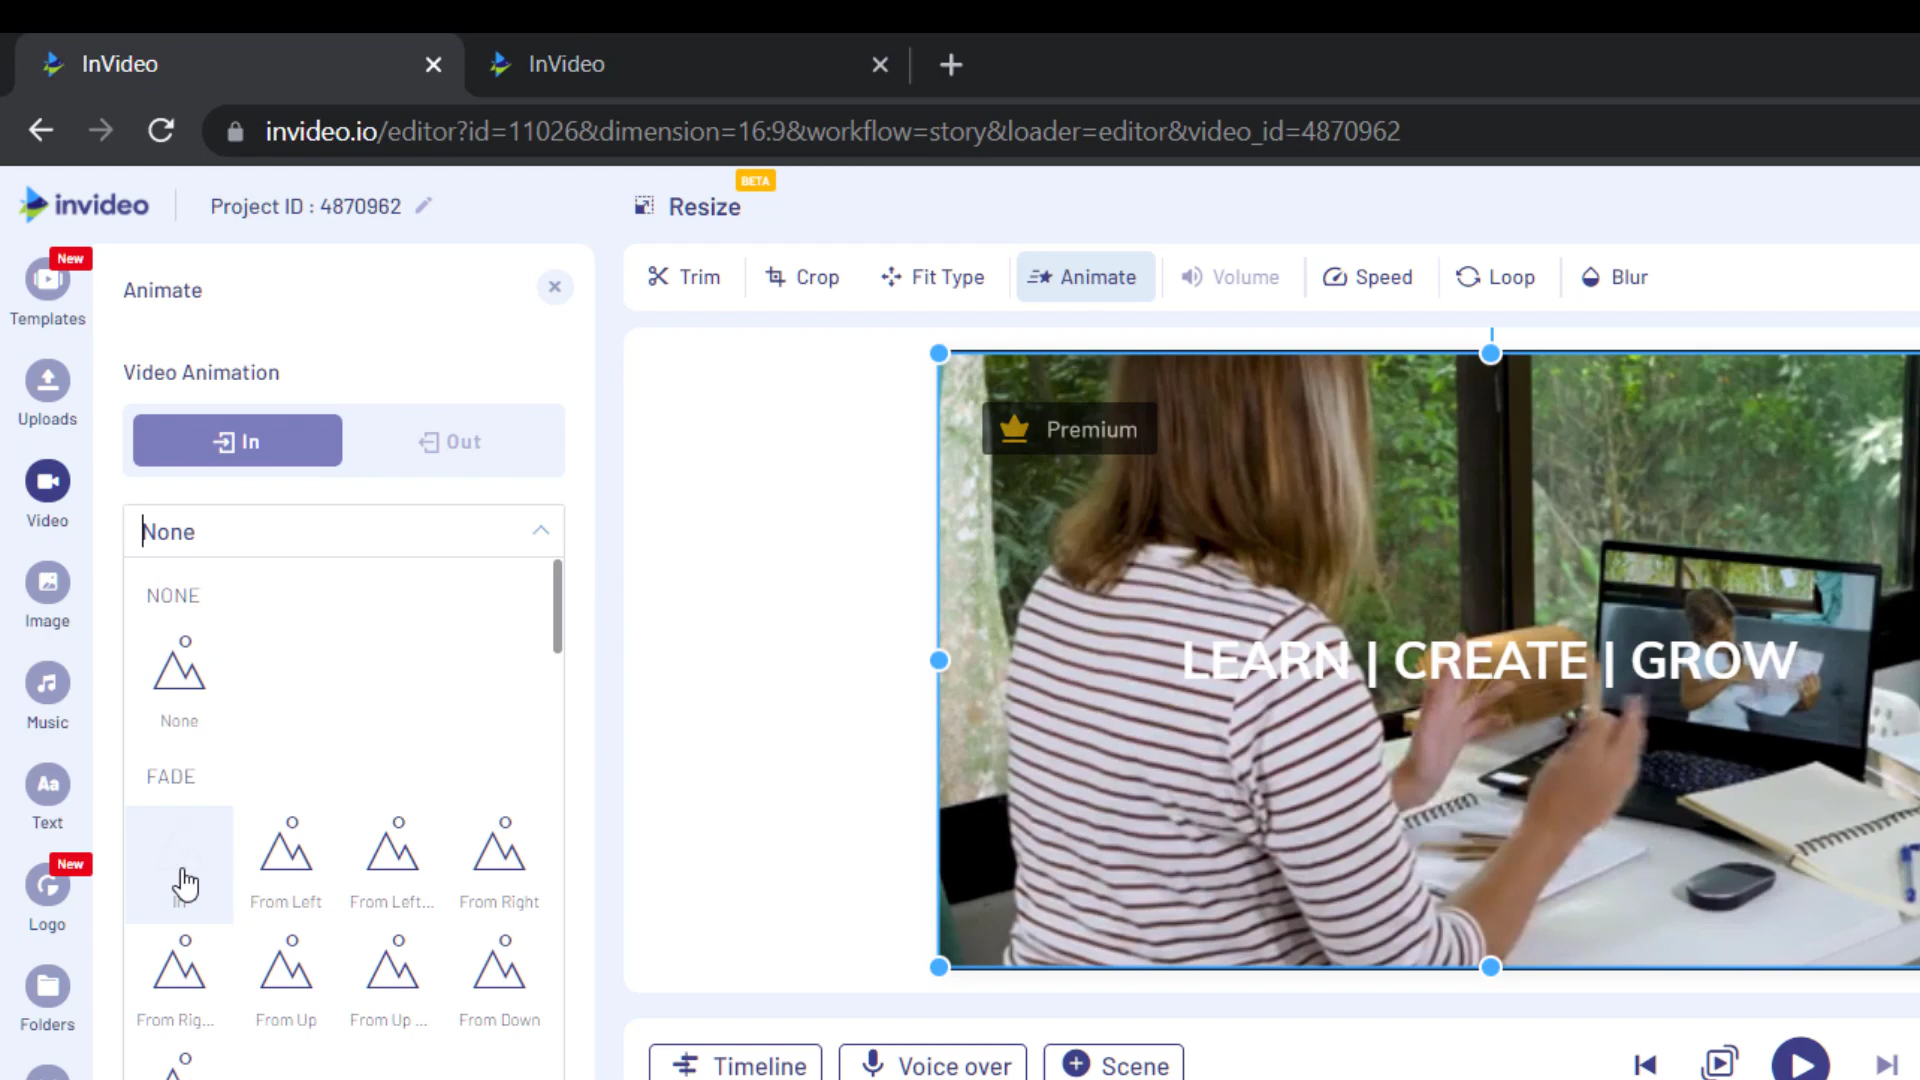 InVideo
InVideo
invideo.io/editor?id=11026&dimension=16:9&workflow=story&loader=editor&video_id=4870962
invideo
Project ID : 4870962
BETA
Resize
New
Templates
Uploads
Video
Image
Music
Aa
Text
New
Logo
Folders
Animate
Video Animation
In
Out
None
NONE
None
FADE
In
From Left
From Left...
From Right
From Rig...
From Up
From Up ...
From Down
Trim
Crop
Fit Type
Animate
Volume
Speed
Loop
Blur
Premium
LEARN | CREATE | GROW
Timeline
Voice over
Scene